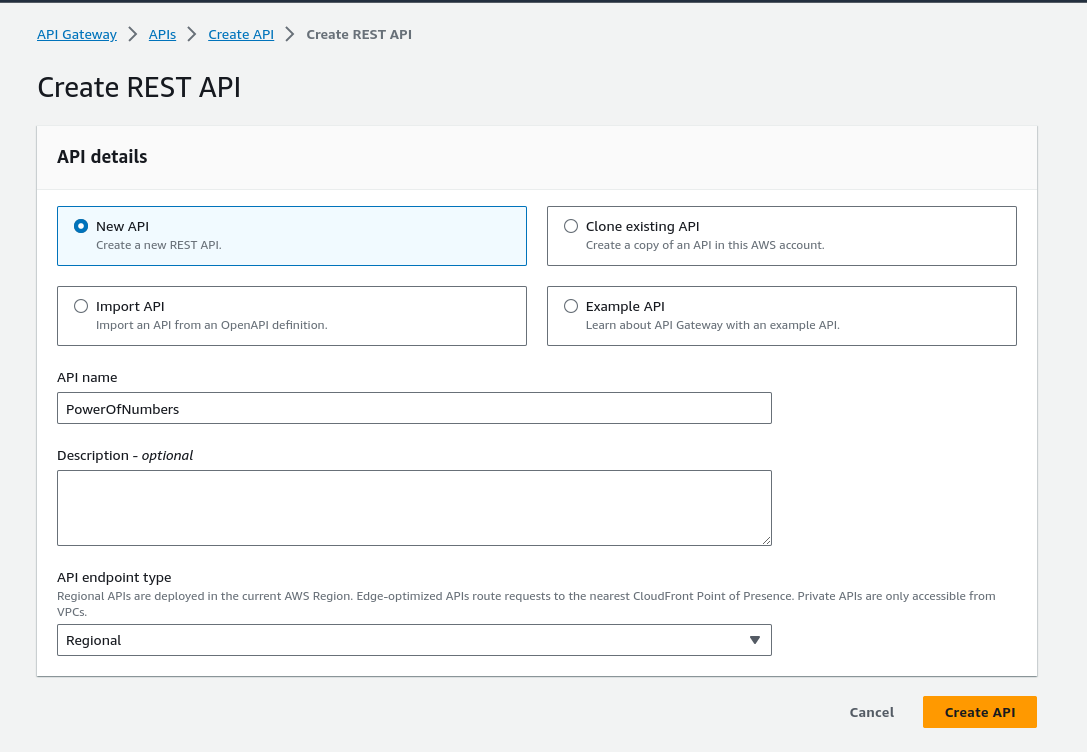 API Gateway > APIs > Create API > Create REST API
Create REST API
API details
New API
Create a new REST API.
Clone existing API
Create a copy of an API in this AWS account.
Import API
Import an API from an OpenAPI definition.
Example API
Learn about API Gateway with an example API.
API name
PowerOfNumbers
Description - optional
API endpoint type
Regional APIs are deployed in the current AWS Region. Edge-optimized APIs route requests to the nearest CloudFront Point of Presence. Private APIs are only accessible from
VPCs.
Regional
Cancel
Create API